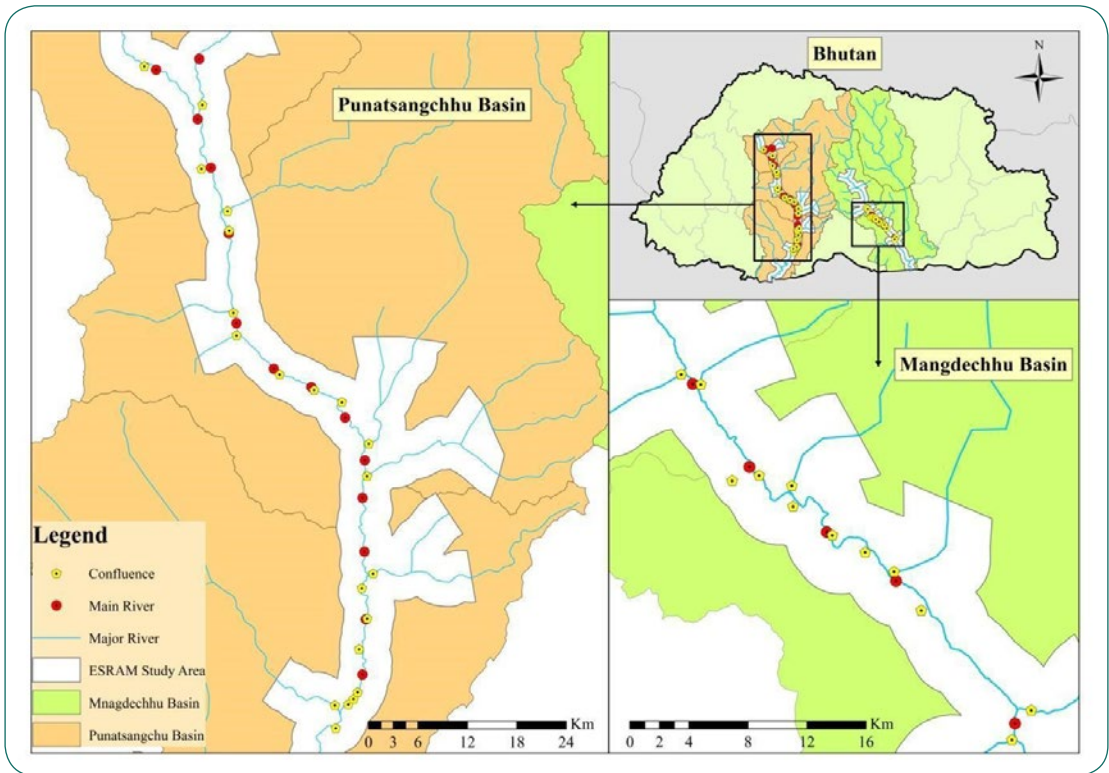 Punatsangchhu Basin
Legend
Confluence
Main River
Major River
ESRAM Study Area
Mnagdechhu Basin
Punatsangchu Basin
Km
0 3 6 12 18 24
Bhutan
N
Mangdechhu Basin
Km
0 2 4 8 12 16